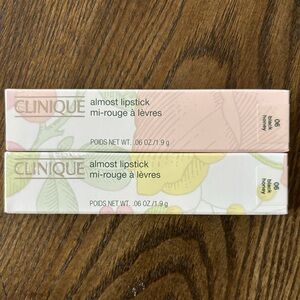 CLINIQUE
almost lipstick
mi-rouge à lèvres
POIDS NET WT. .06 OZ./1.9 g
06
black
honey
CLINIQUE
almost lipstick
mi-rouge à lèvres
POIDS NET WT. .06 OZ./1.9 g
06
black
honey